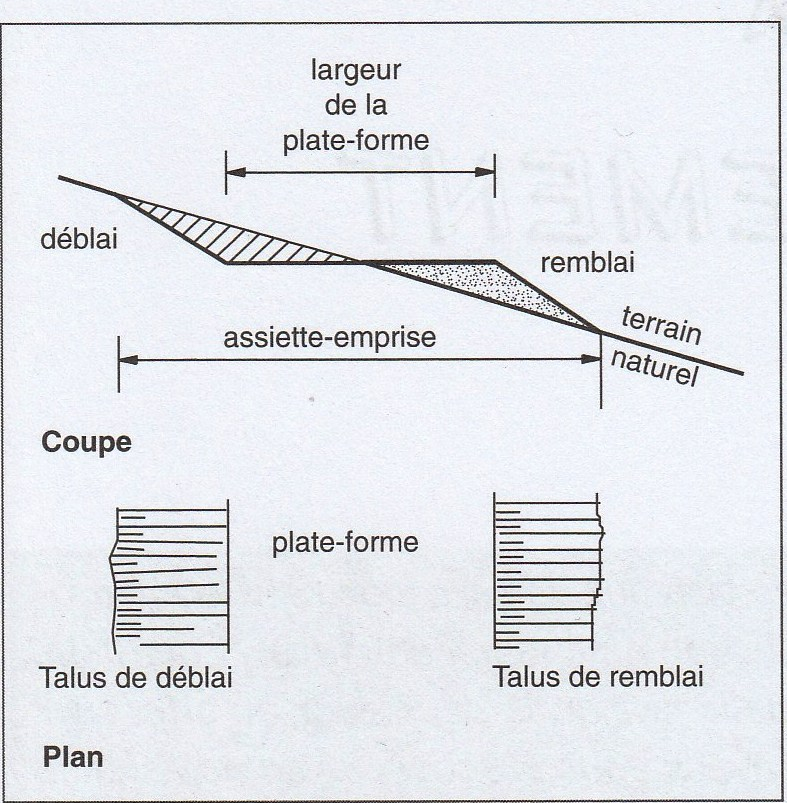 largeur
de la
plate-forme
déblai
remblai
assiette-emprise
terrain
naturel
Coupe
plate-forme
Talus de déblai
Talus de remblai
Plan